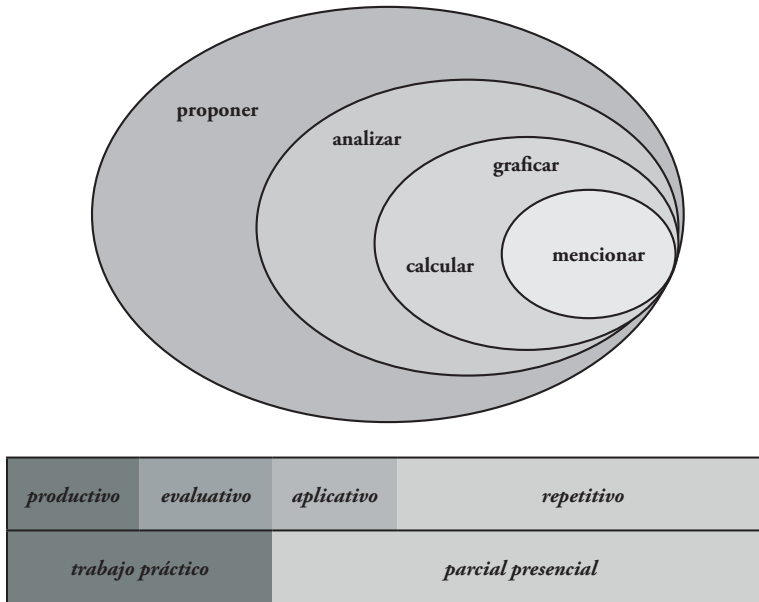 proponer
analizar
graficar
mencionar
calcular
productivo evaluativo aplicativo repetitivo
trabajo práctico parcial presencial